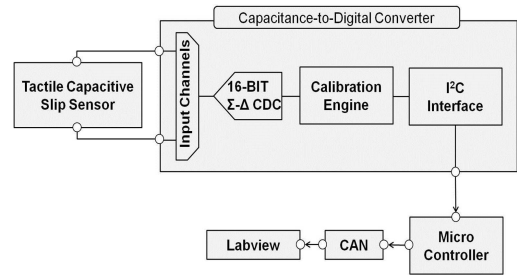 Capacitance-to-Digital Converter
Tactile Capacitive
Slip Sensor
Input Channels
16-BIT
Σ-Δ CDC
Calibration
Engine
I²C
Interface
Micro
Controller
CAN
Labview